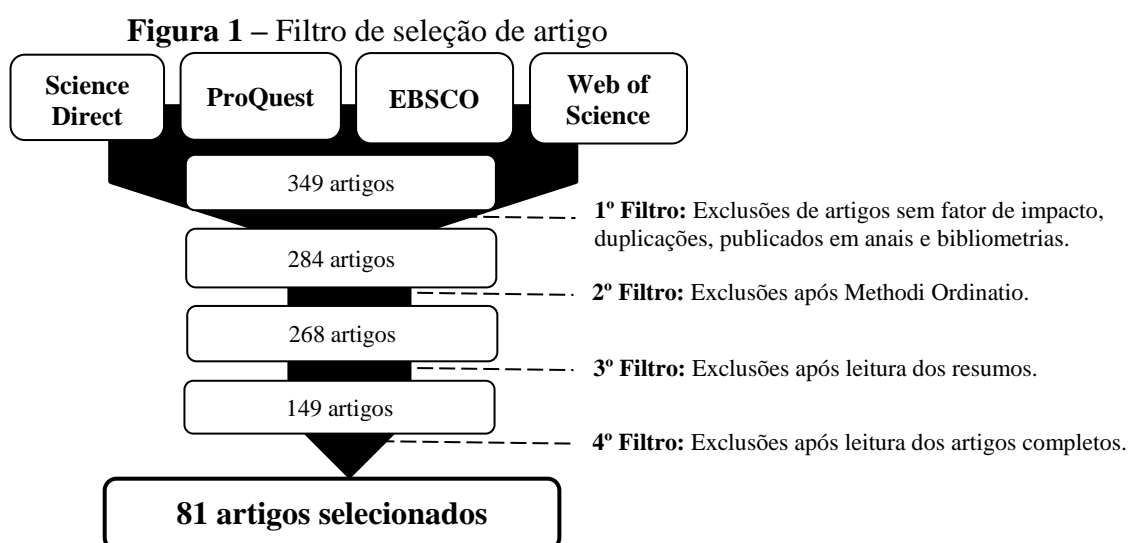 Figura 1 – Filtro de seleção de artigo
Science
Direct
ProQuest
EBSCO
Web of
Science
349 artigos
1º Filtro: Exclusões de artigos sem fator de impacto,
duplicações, publicados em anais e bibliometrias.
284 artigos
2º Filtro: Exclusões após Methodi Ordinatio.
268 artigos
3º Filtro: Exclusões após leitura dos resumos.
149 artigos
4º Filtro: Exclusões após leitura dos artigos completos.
81 artigos selecionados